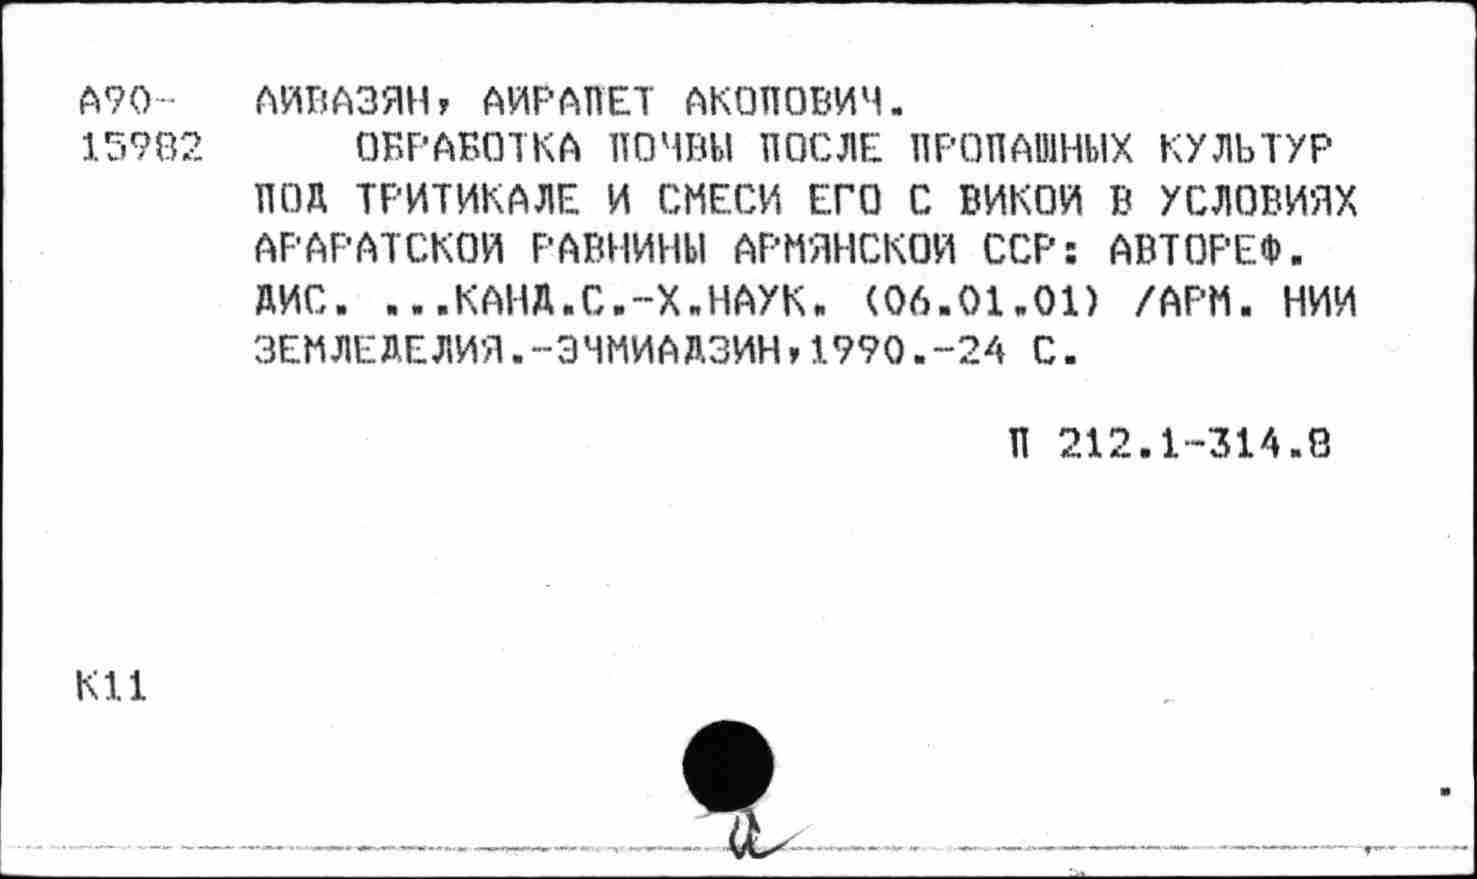 А90- АЙВАЗЯН, АЙРАПЕТ АКОПОВИЧ.
15982 ОБРАБОТКА ПОЧВЫ ПОСЛЕ ПРОПАШНЫХ КУЛЬТУР
ПОД ТРИТИКАЛЕ И СМЕСИ ЕГО С ВИКОЙ В УСЛОВИЯХ
АРАРАТСКОЙ РАВНИНЫ АРМЯНСКОЙ ССР: АВТОРЕФ.
ДИС. ...КАНД.С.-Х.НАУК. (06.01.01) /АРМ. НИИ
ЗЕМЛЕДЕЛИЯ.-ЭЧМИАДЗИН,1990.-24 С.
П 212.1-314.8
К11